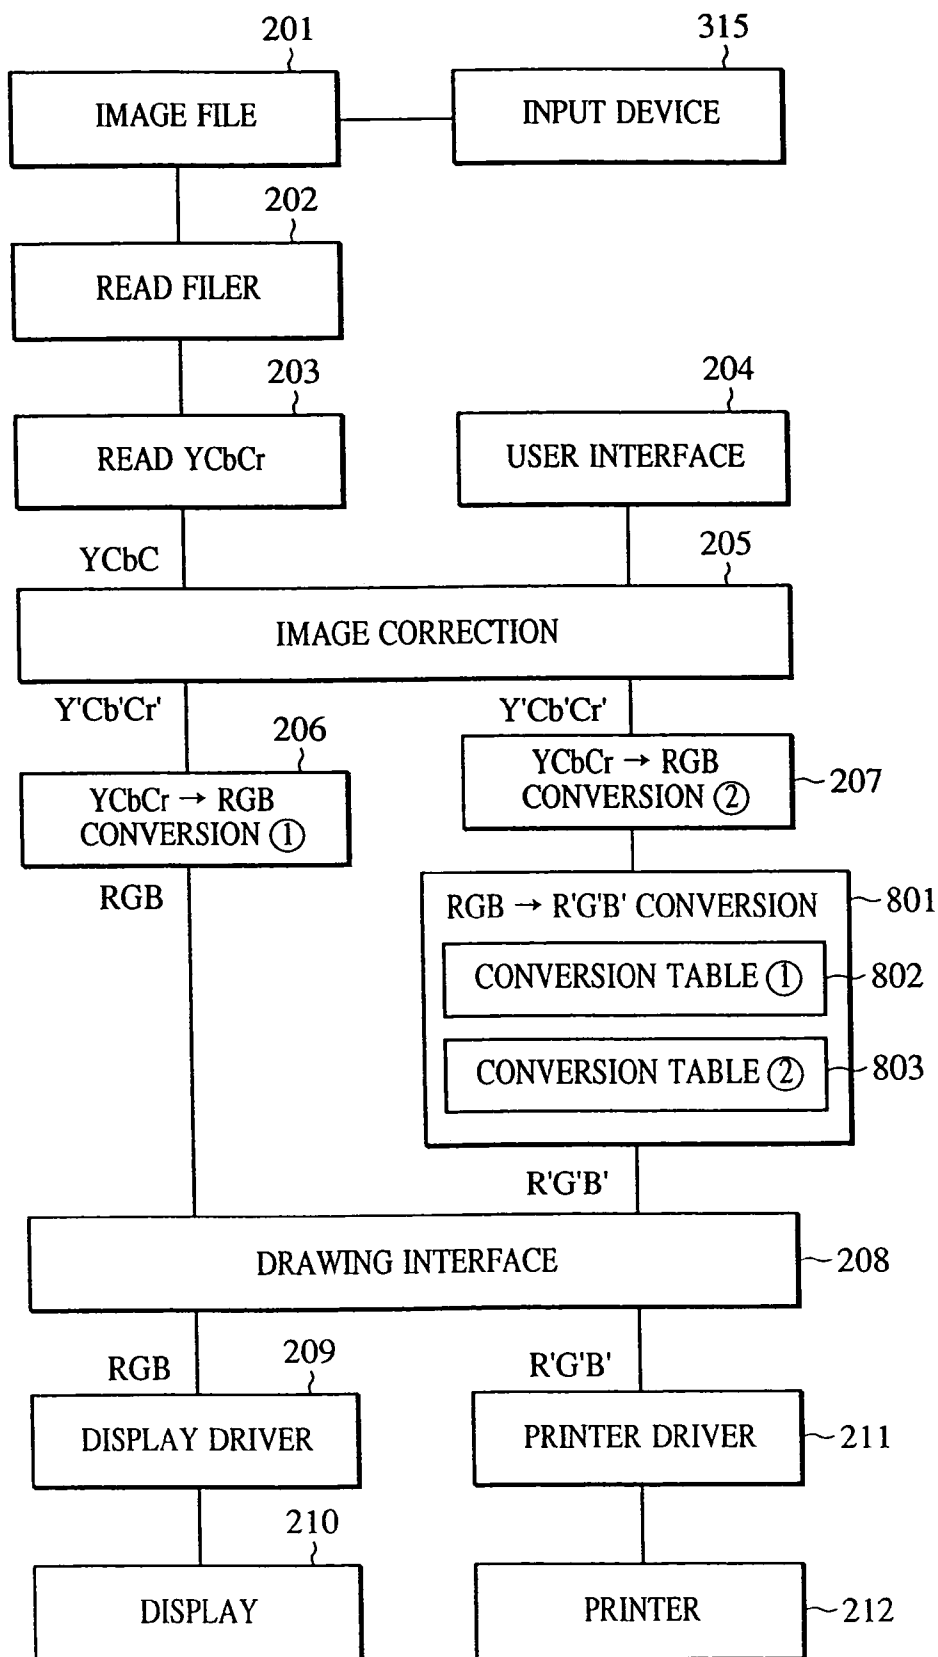 201
315
IMAGE FILE
INPUT DEVICE
202
READ FILER
203
204
READ YCbCr
USER INTERFACE
YCbC
205
IMAGE CORRECTION
Y'Cb'Cr'
Y'Cb'Cr'
206
YCbCr → RGB
CONVERSION ①
YCbCr → RGB
CONVERSION ②
207
RGB
RGB → R'G'B' CONVERSION
801
CONVERSION TABLE ①
802
CONVERSION TABLE ②
803
R'G'B'
DRAWING INTERFACE
208
RGB
209
R'G'B'
DISPLAY DRIVER
PRINTER DRIVER
211
210
DISPLAY
PRINTER
212